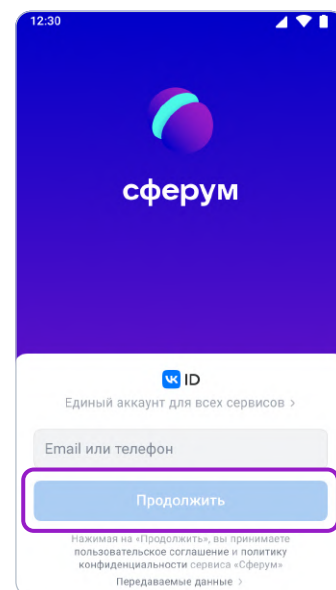 12:30
сферум
VK ID
Единый аккаунт для всех сервисов >
Email или телефон
Продолжить
Нажимая на «Продолжить», вы принимаете
пользовательское соглашение и политику
конфиденциальности сервиса «Сферум»
Передаваемые данные >